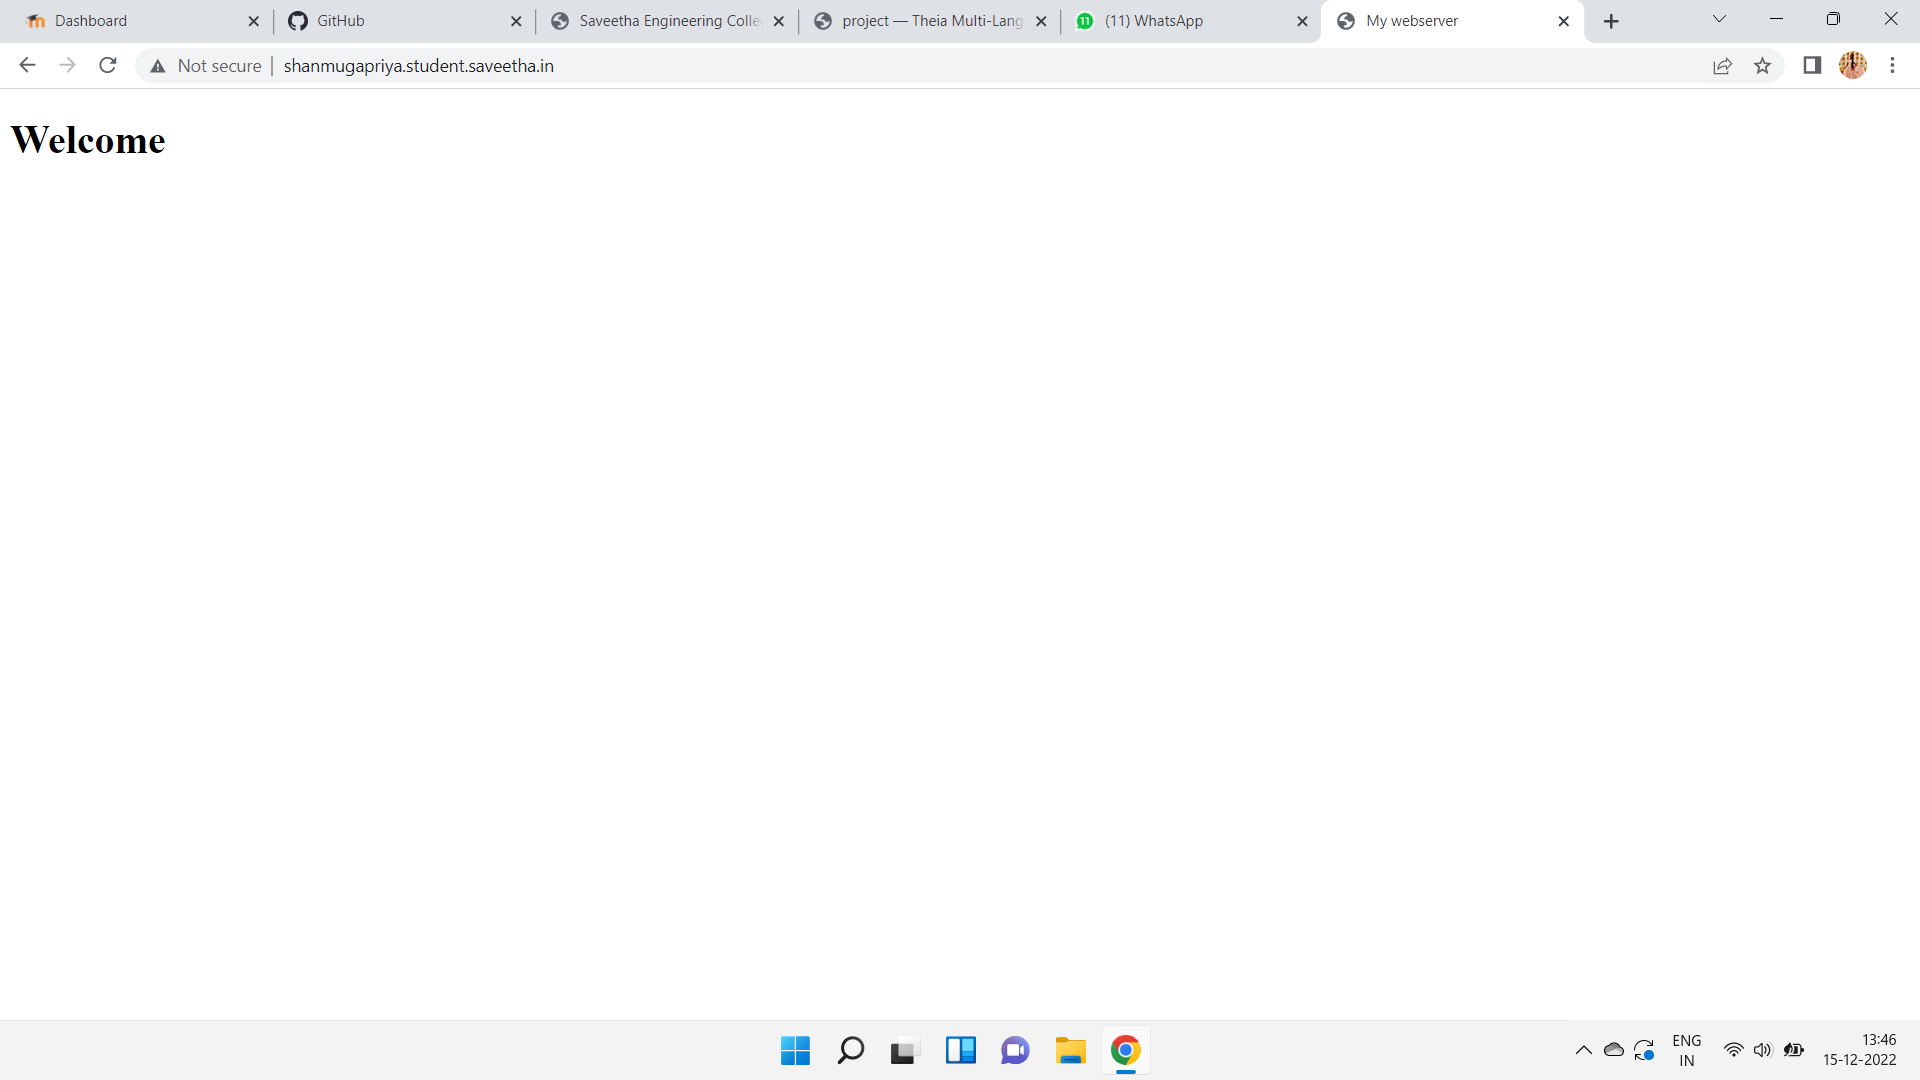 Dashboard
GitHub
Saveetha Engineering Colle
project — Theia Multi-Lang
11
(11) WhatsApp
My webserver
Not secure
shanmugapriya.student.saveetha.in
Welcome
ENG
IN
13:46
15-12-2022